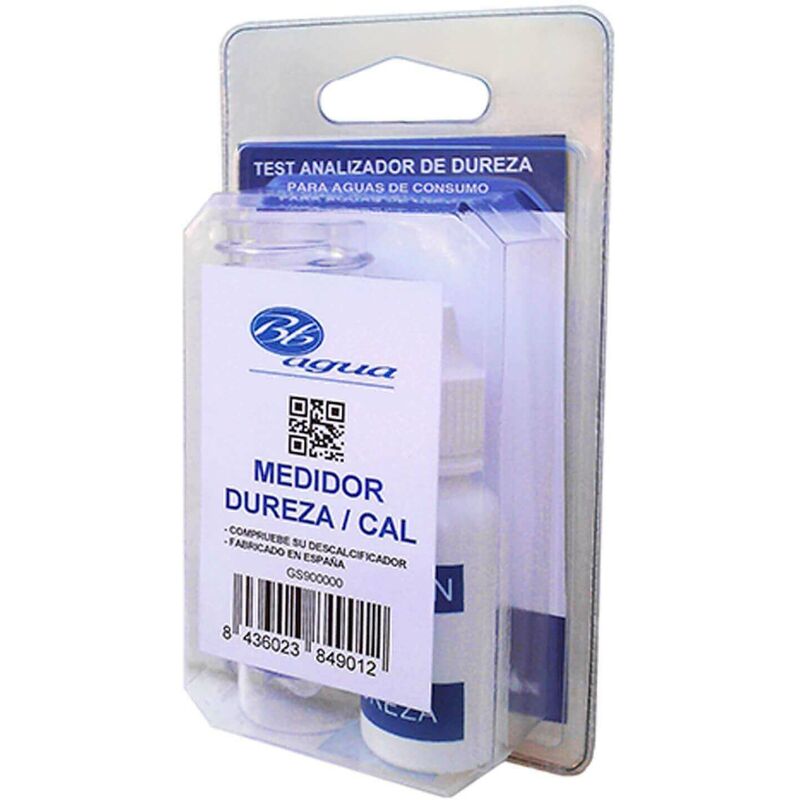 TEST ANALIZADOR DE DUREZA
PARA AGUAS DE CONSUMO
Bb
agua
MEDIDOR
DUREZA / CAL
- COMPRUEBE SU DESCALCIFICADOR
- FABRICADO EN ESPAÑA
GS900000
8 436023 849012